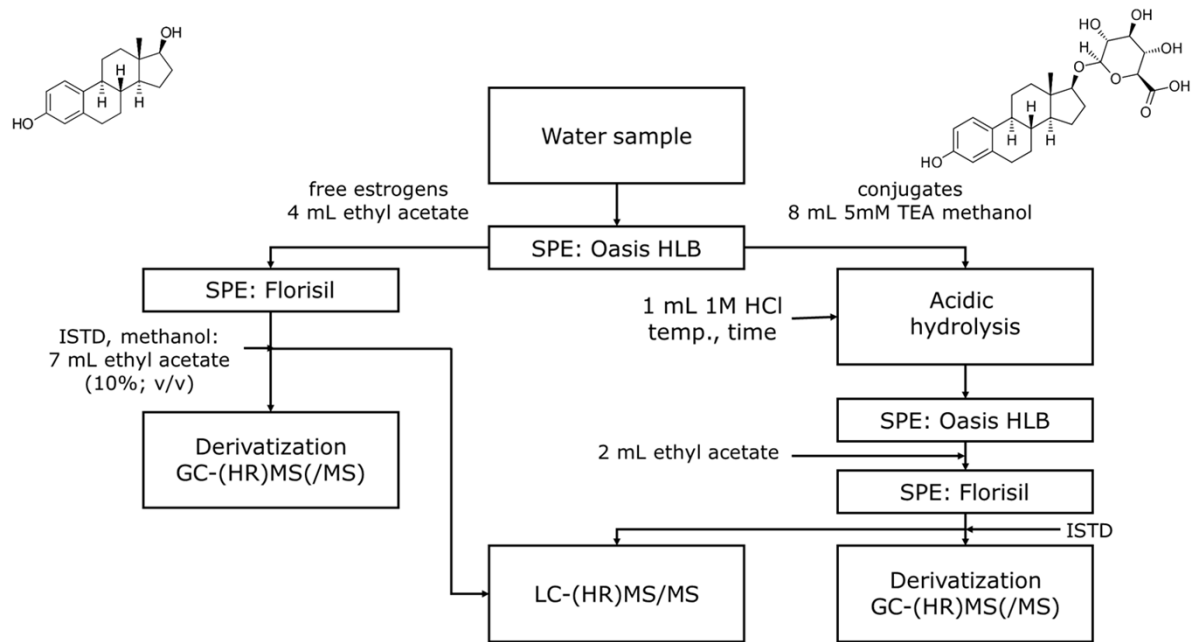 OH
HO
OH
HO
OH
H
OH
O
O
OH
O
H
H
H
HO
H
H
H
Water sample
free estrogens
4 mL ethyl acetate
conjugates
8 mL 5mM TEA methanol
SPE: Oasis HLB
SPE: Florisil
1 mL 1M HCl
temp., time
Acidic
hydrolysis
ISTD, methanol:
7 mL ethyl acetate
(10%; v/v)
SPE: Oasis HLB
Derivatization
GC-(HR)MS(/MS)
2 mL ethyl acetate
SPE: Florisil
ISTD
LC-(HR)MS/MS
Derivatization
GC-(HR)MS(/MS)